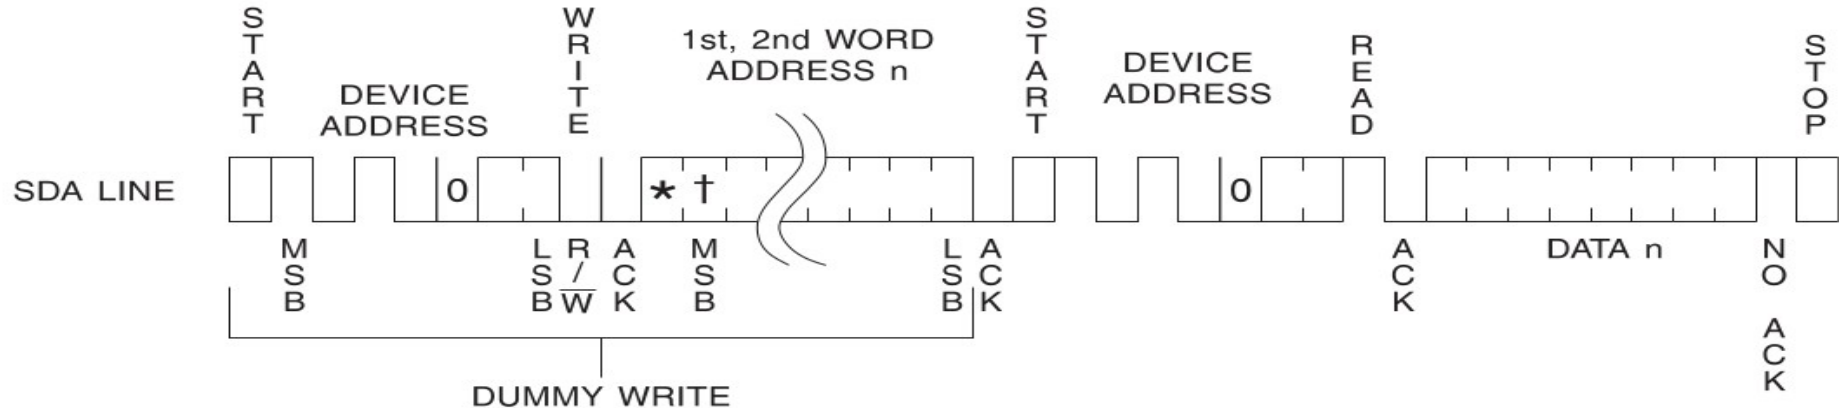 START
WRITE
1st, 2nd WORD
ADDRESS n
START
DEVICE
ADDRESS
READ
STOP
DEVICE
ADDRESS
SDA LINE
0
* †
0
MSB
LSB
R/W
ACK
MSB
LSB
ACK
ACK
DATA n
NO ACK
DUMMY WRITE